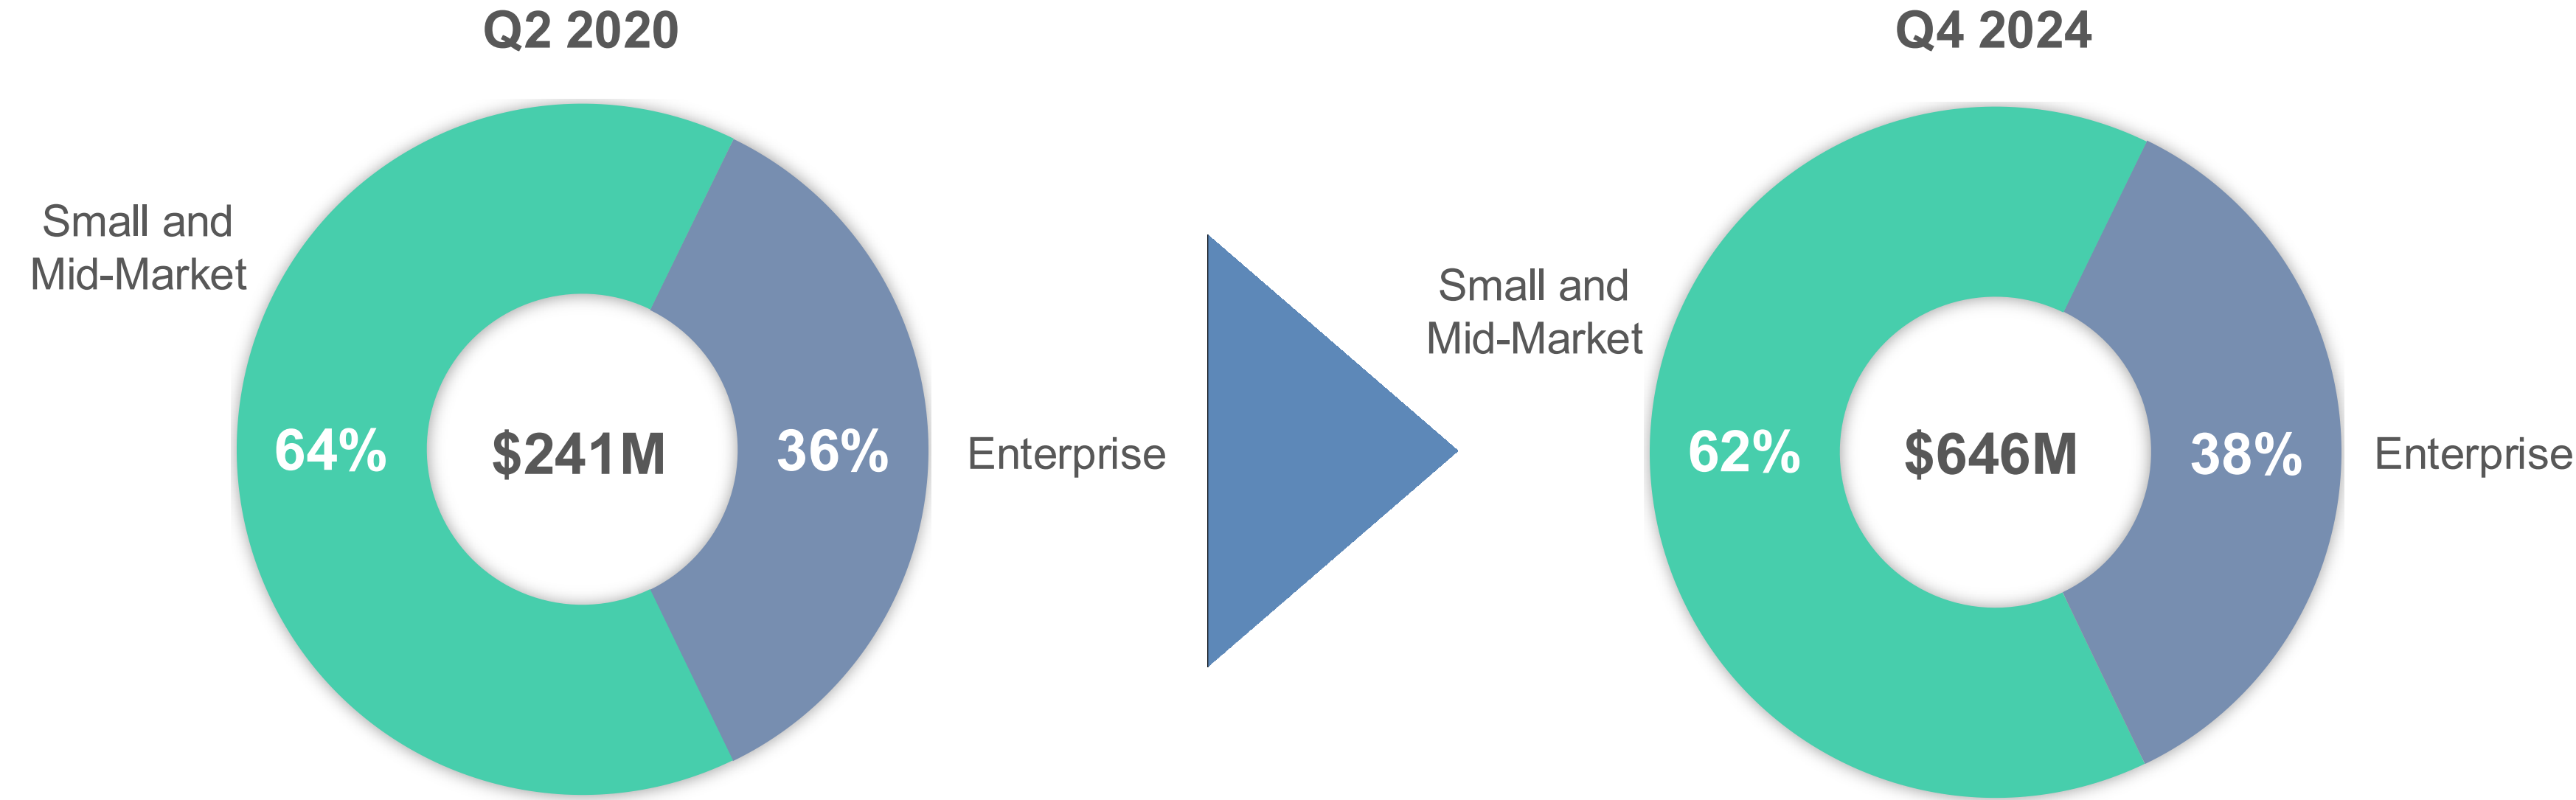 Q2 2020
Small and
Mid-Market
64%
$241M
36%
Enterprise
Q4 2024
Small and
Mid-Market
62%
$646M
38%
Enterprise